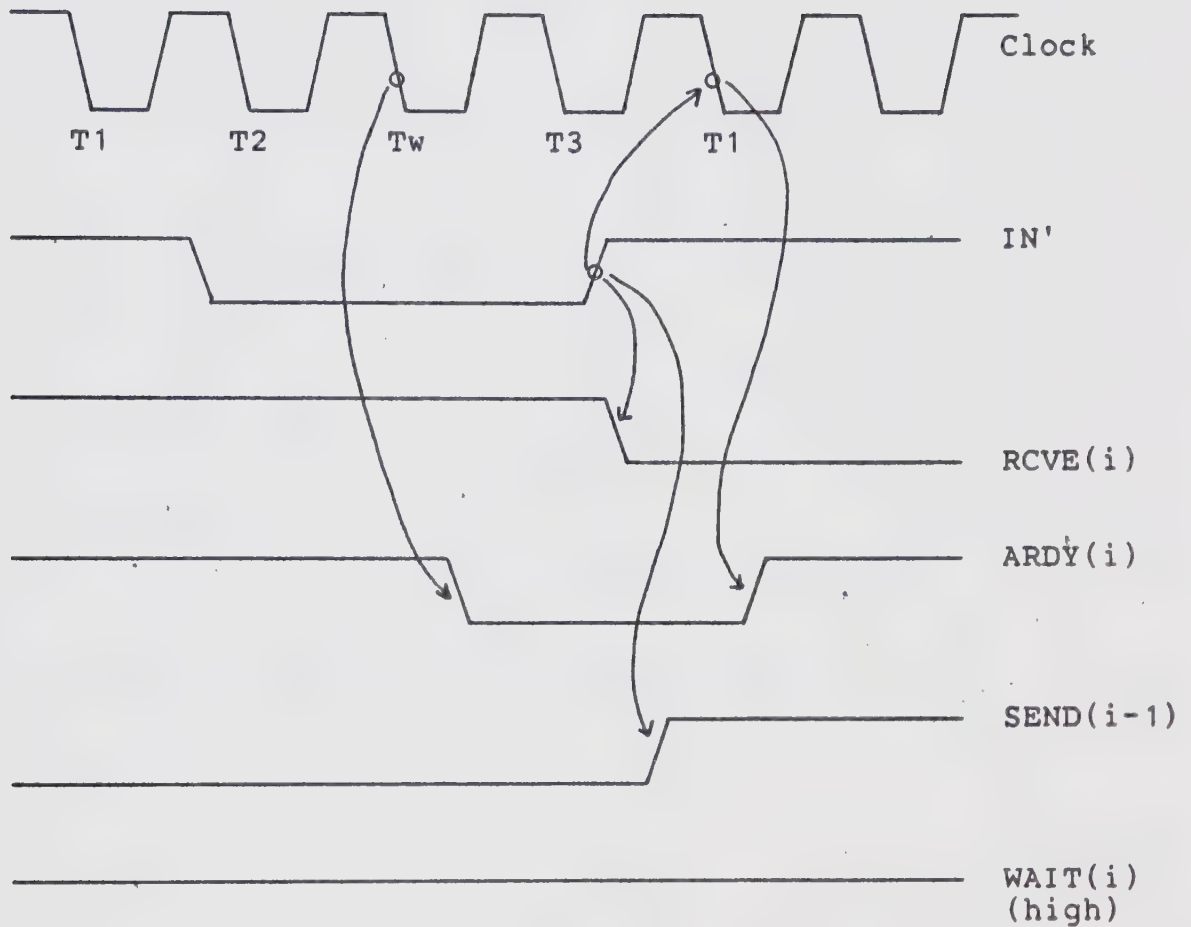 Clock
T1 T2 Tw T3 T1
IN'
RCVE(i)
ARDY(i)
SEND(i-1)
WAIT(i)
(high)